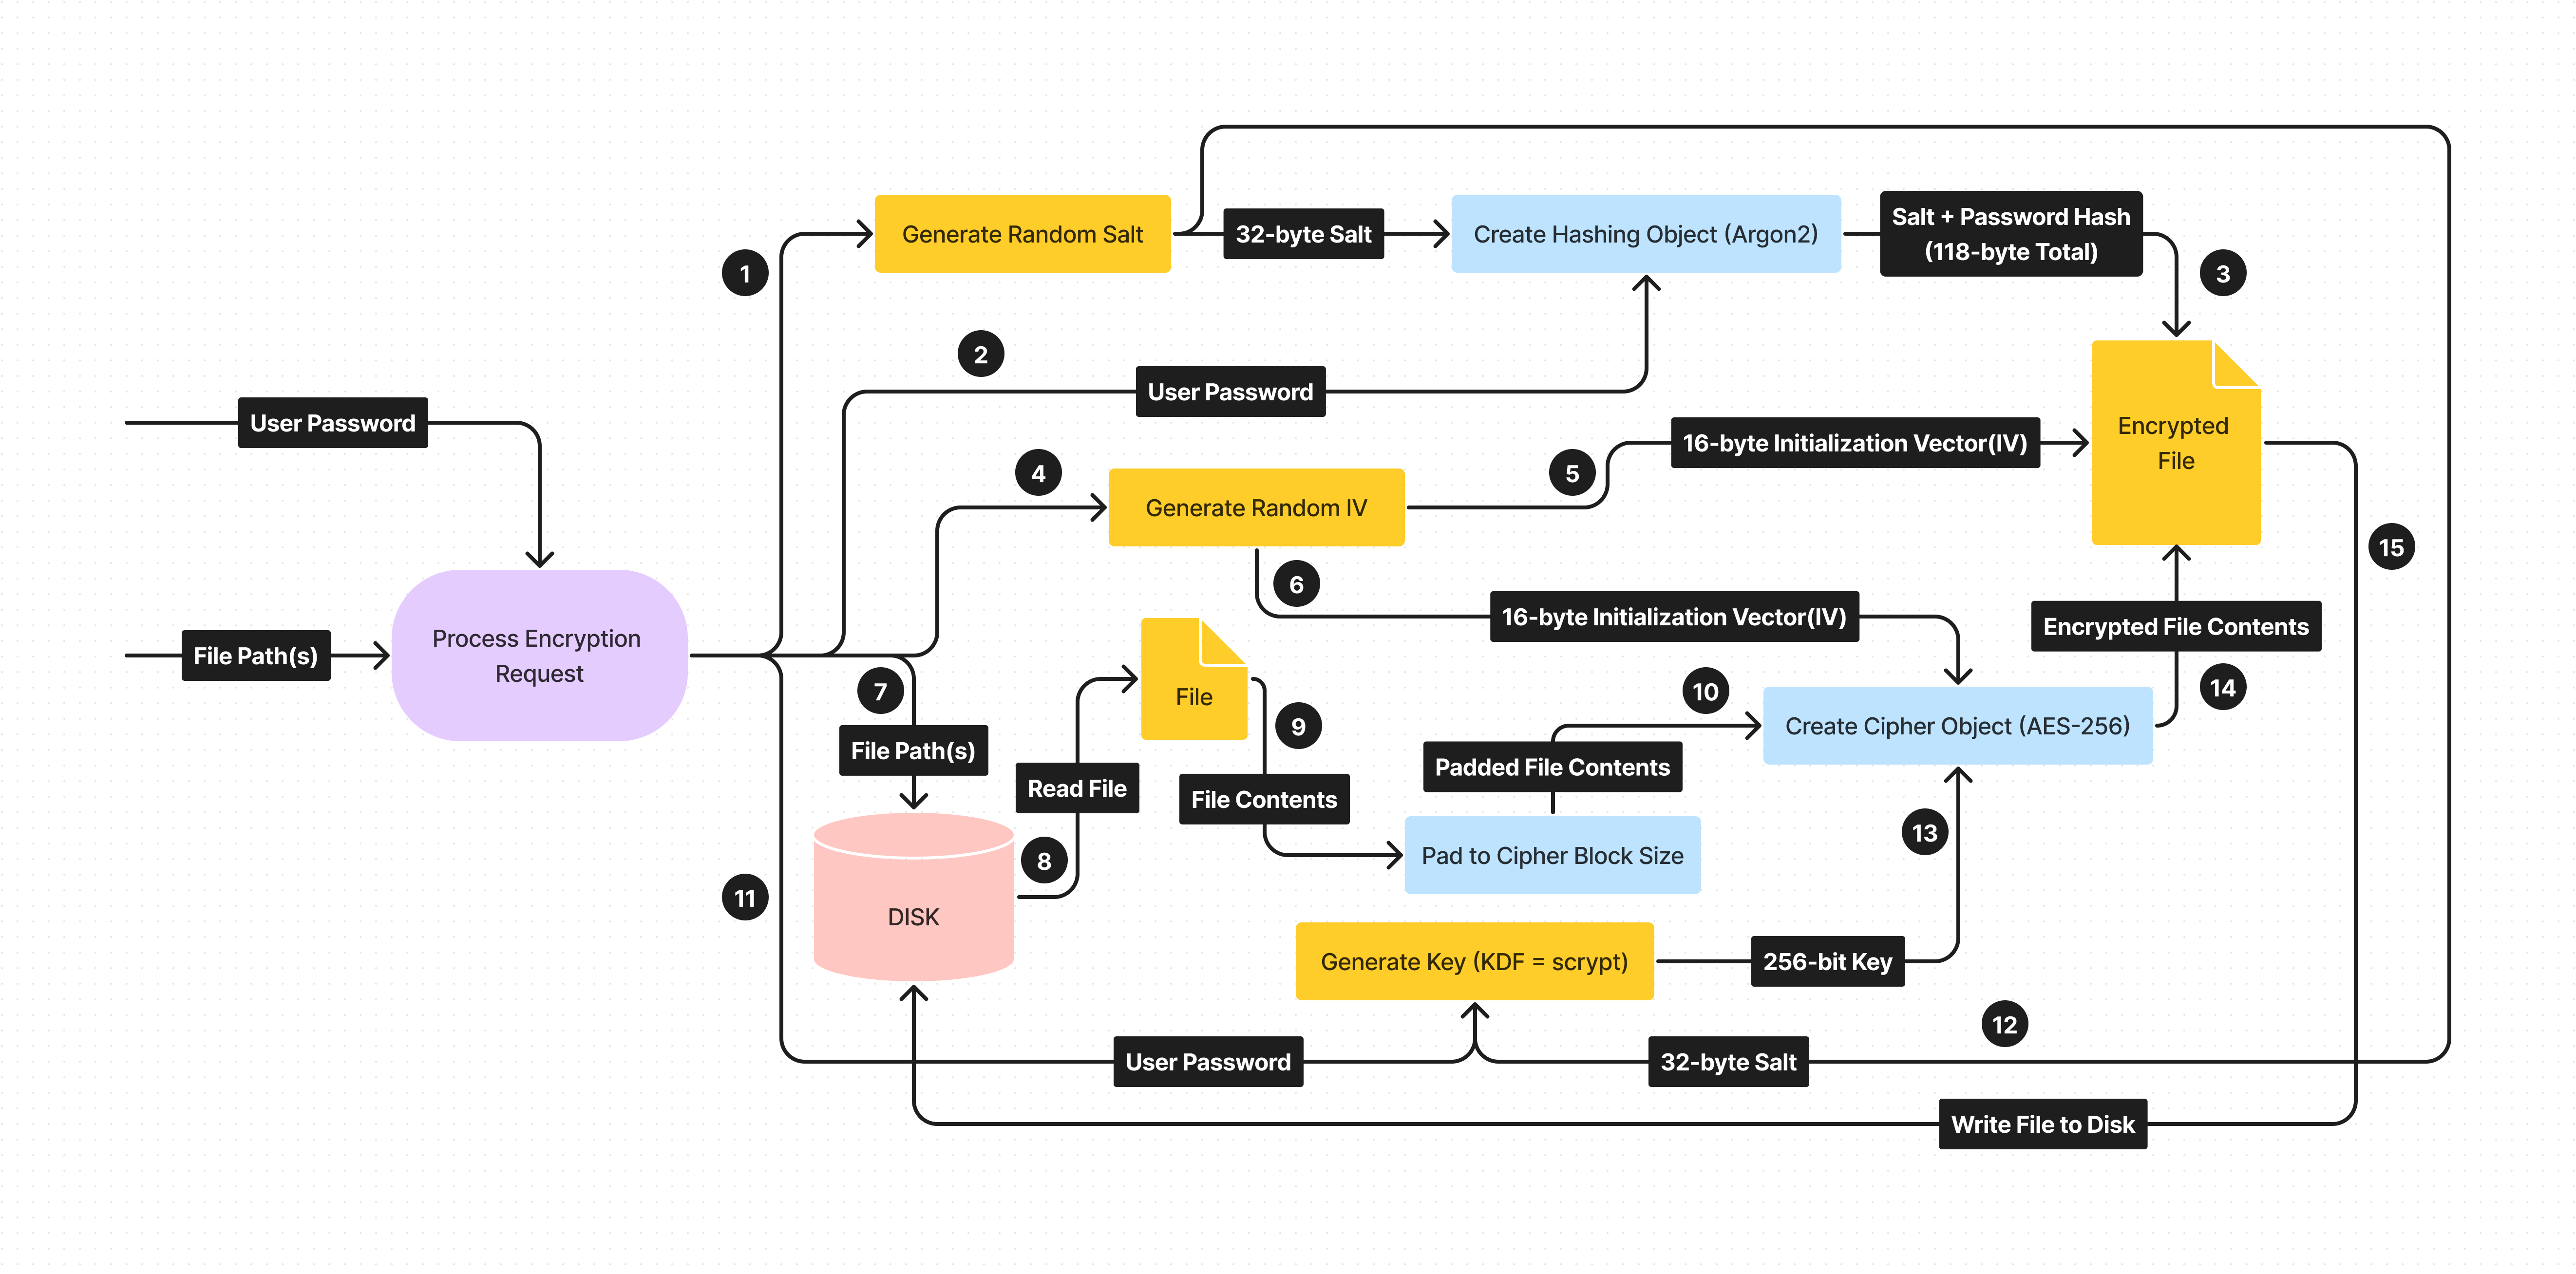 Generate Random Salt
32-byte Salt
Create Hashing Object (Argon2)
Salt + Password Hash
(118-byte Total)
1
3
2
User Password
User Password
16-byte Initialization Vector(IV)
Encrypted
File
4
5
Generate Random IV
15
6
16-byte Initialization Vector(IV)
Encrypted File Contents
File Path(s)
Process Encryption
Request
7
File
10
14
9
Create Cipher Object (AES-256)
File Path(s)
Read File
File Contents
Padded File Contents
13
8
Pad to Cipher Block Size
11
DISK
Generate Key (KDF = scrypt)
256-bit Key
12
User Password
32-byte Salt
Write File to Disk